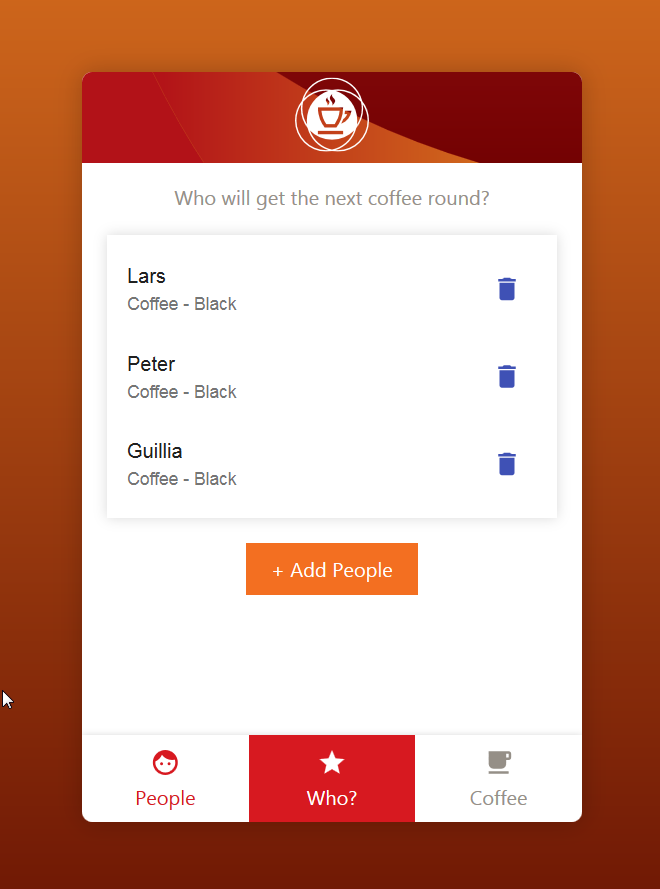 Who will get the next coffee round?
Lars
Coffee - Black
Peter
Coffee - Black
Guillia
Coffee - Black
+ Add People
People
Who?
Coffee